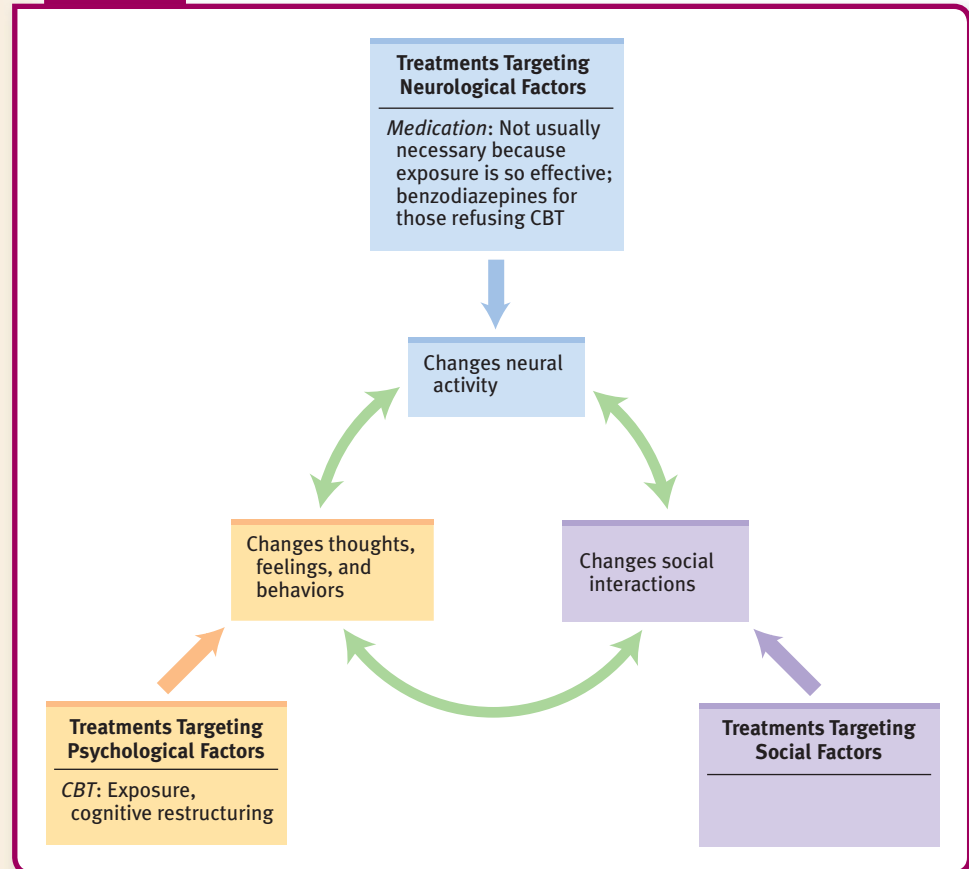 Treatments Targeting
Neurological Factors
Medication: Not usually
necessary because
exposure is so effective;
benzodiazepines for
those refusing CBT
Changes neural
activity
Changes thoughts,
feelings, and
behaviors
Changes social
interactions
Treatments Targeting
Psychological Factors
CBT: Exposure,
cognitive restructuring
Treatments Targeting
Social Factors